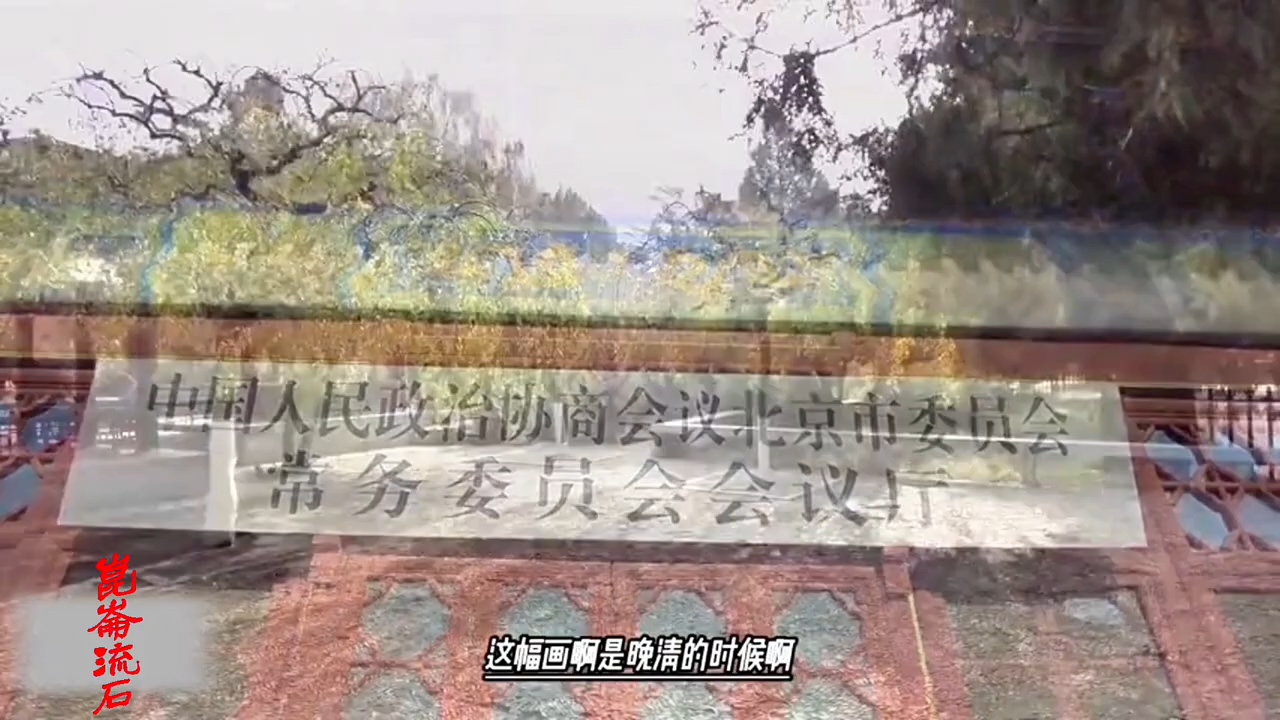 中国人民政治协商会议北京市委员会
常务委员会会议厅
崑崙流石
这幅画啊是晚清的时候啊